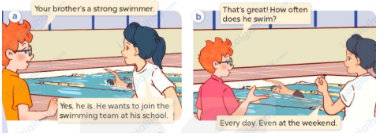 a
Your brother's a strong swimmer.
Yes, he is. He wants to join the
swimming team at his school.
b
That's great! How often
does he swim?
Every day. Even at the weekend.